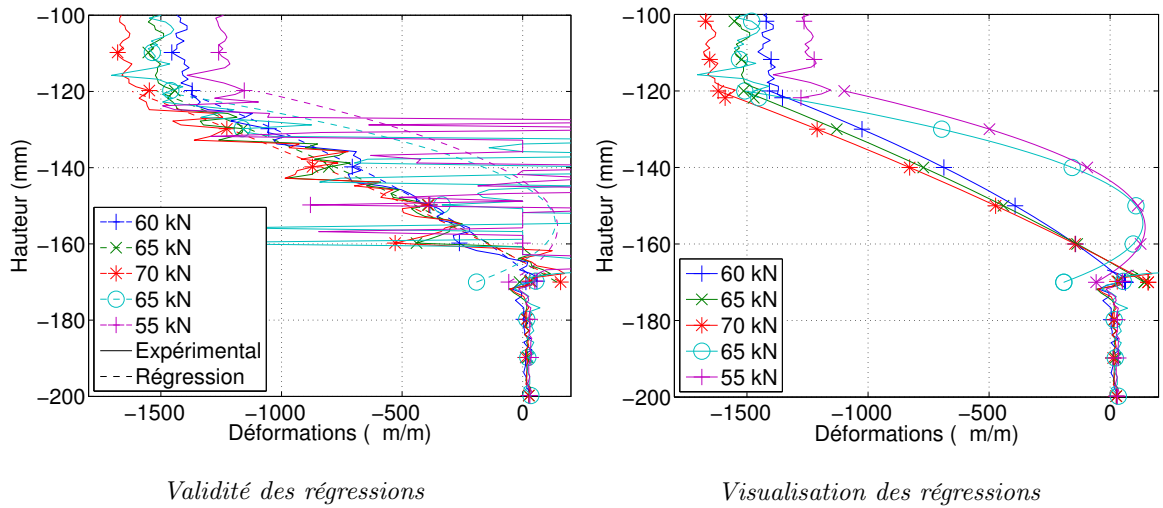 −100
−120
−140
−160
−180
−200
Hauteur (mm)
60 kN
65 kN
70 kN
65 kN
55 kN
Expérimental
Régression
−1500
−1000
−500
0
Déformations ( m/m)
Validité des régressions
−100
−120
−140
−160
−180
−200
Hauteur (mm)
60 kN
65 kN
70 kN
65 kN
55 kN
−1500
−1000
−500
0
Déformations ( m/m)
Visualisation des régressions